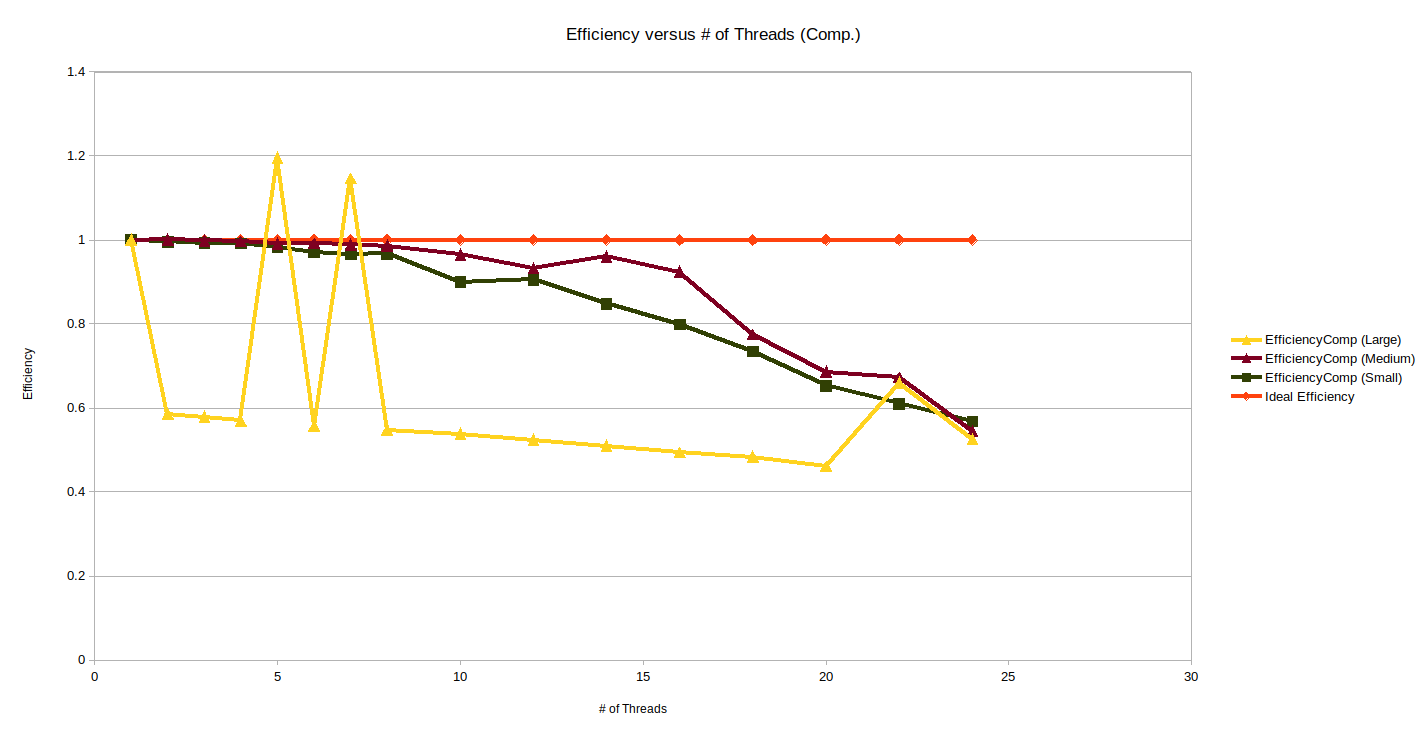 Efficiency versus # of Threads (Comp.)
1.4
1.2
1
0.8
0.6
0.4
0.2
0
Efficiency
0 5 10 15 20 25 30
# of Threads
EfficiencyComp (Large)
EfficiencyComp (Medium)
EfficiencyComp (Small)
Ideal Efficiency